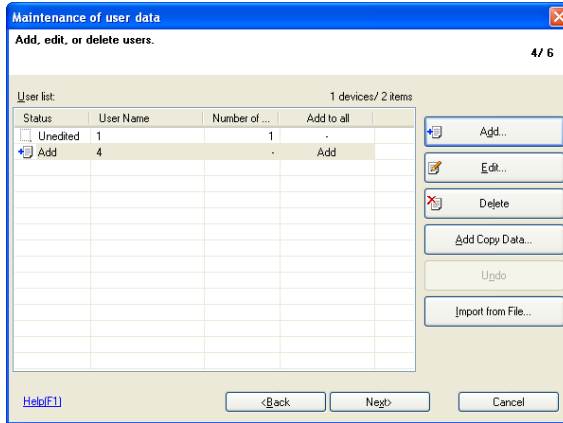 Maintenance of user data
Add, edit, or delete users.
4/ 6
User list: 1 devices/ 2 items
Status User Name Number of ... Add to all
Unedited 1 1 -
Add 4 - Add
Add...
Edit...
Delete
Add Copy Data...
Undo
Import from File...
Help(F1) <Back Next> Cancel